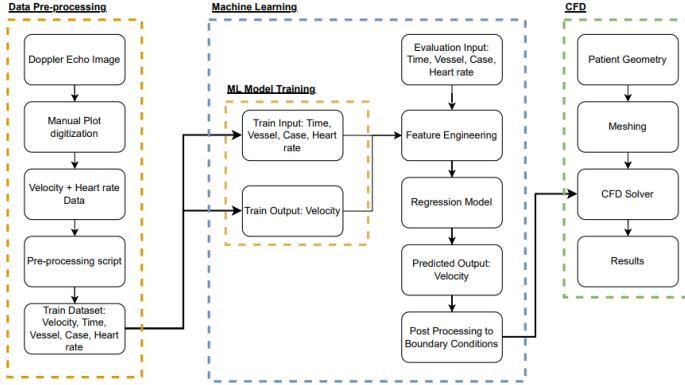 Data Pre-processing
Doppler Echo Image
Manual Plot
digitization
Velocity + Heart rate
Data
Pre-processing script
Train Dataset:
Velocity, Time,
Vessel, Case, Heart
rate
Machine Learning
ML Model Training
Train Input: Time,
Vessel, Case, Heart
rate
Train Output: Velocity
Evaluation Input:
Time, Vessel, Case,
Heart rate
Feature Engineering
Regression Model
Predicted Output:
Velocity
Post Processing to
Boundary Conditions
CFD
Patient Geometry
Meshing
CFD Solver
Results